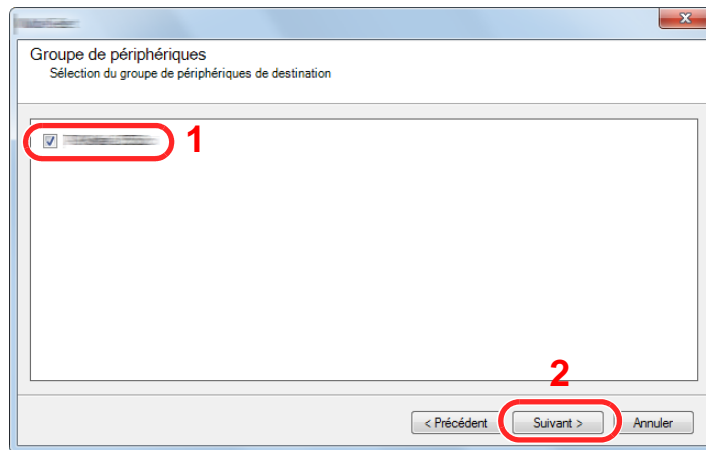 Groupe de périphériques
Sélection du groupe de périphériques de destination
1
2
< Précédent
Suivant >
Annuler